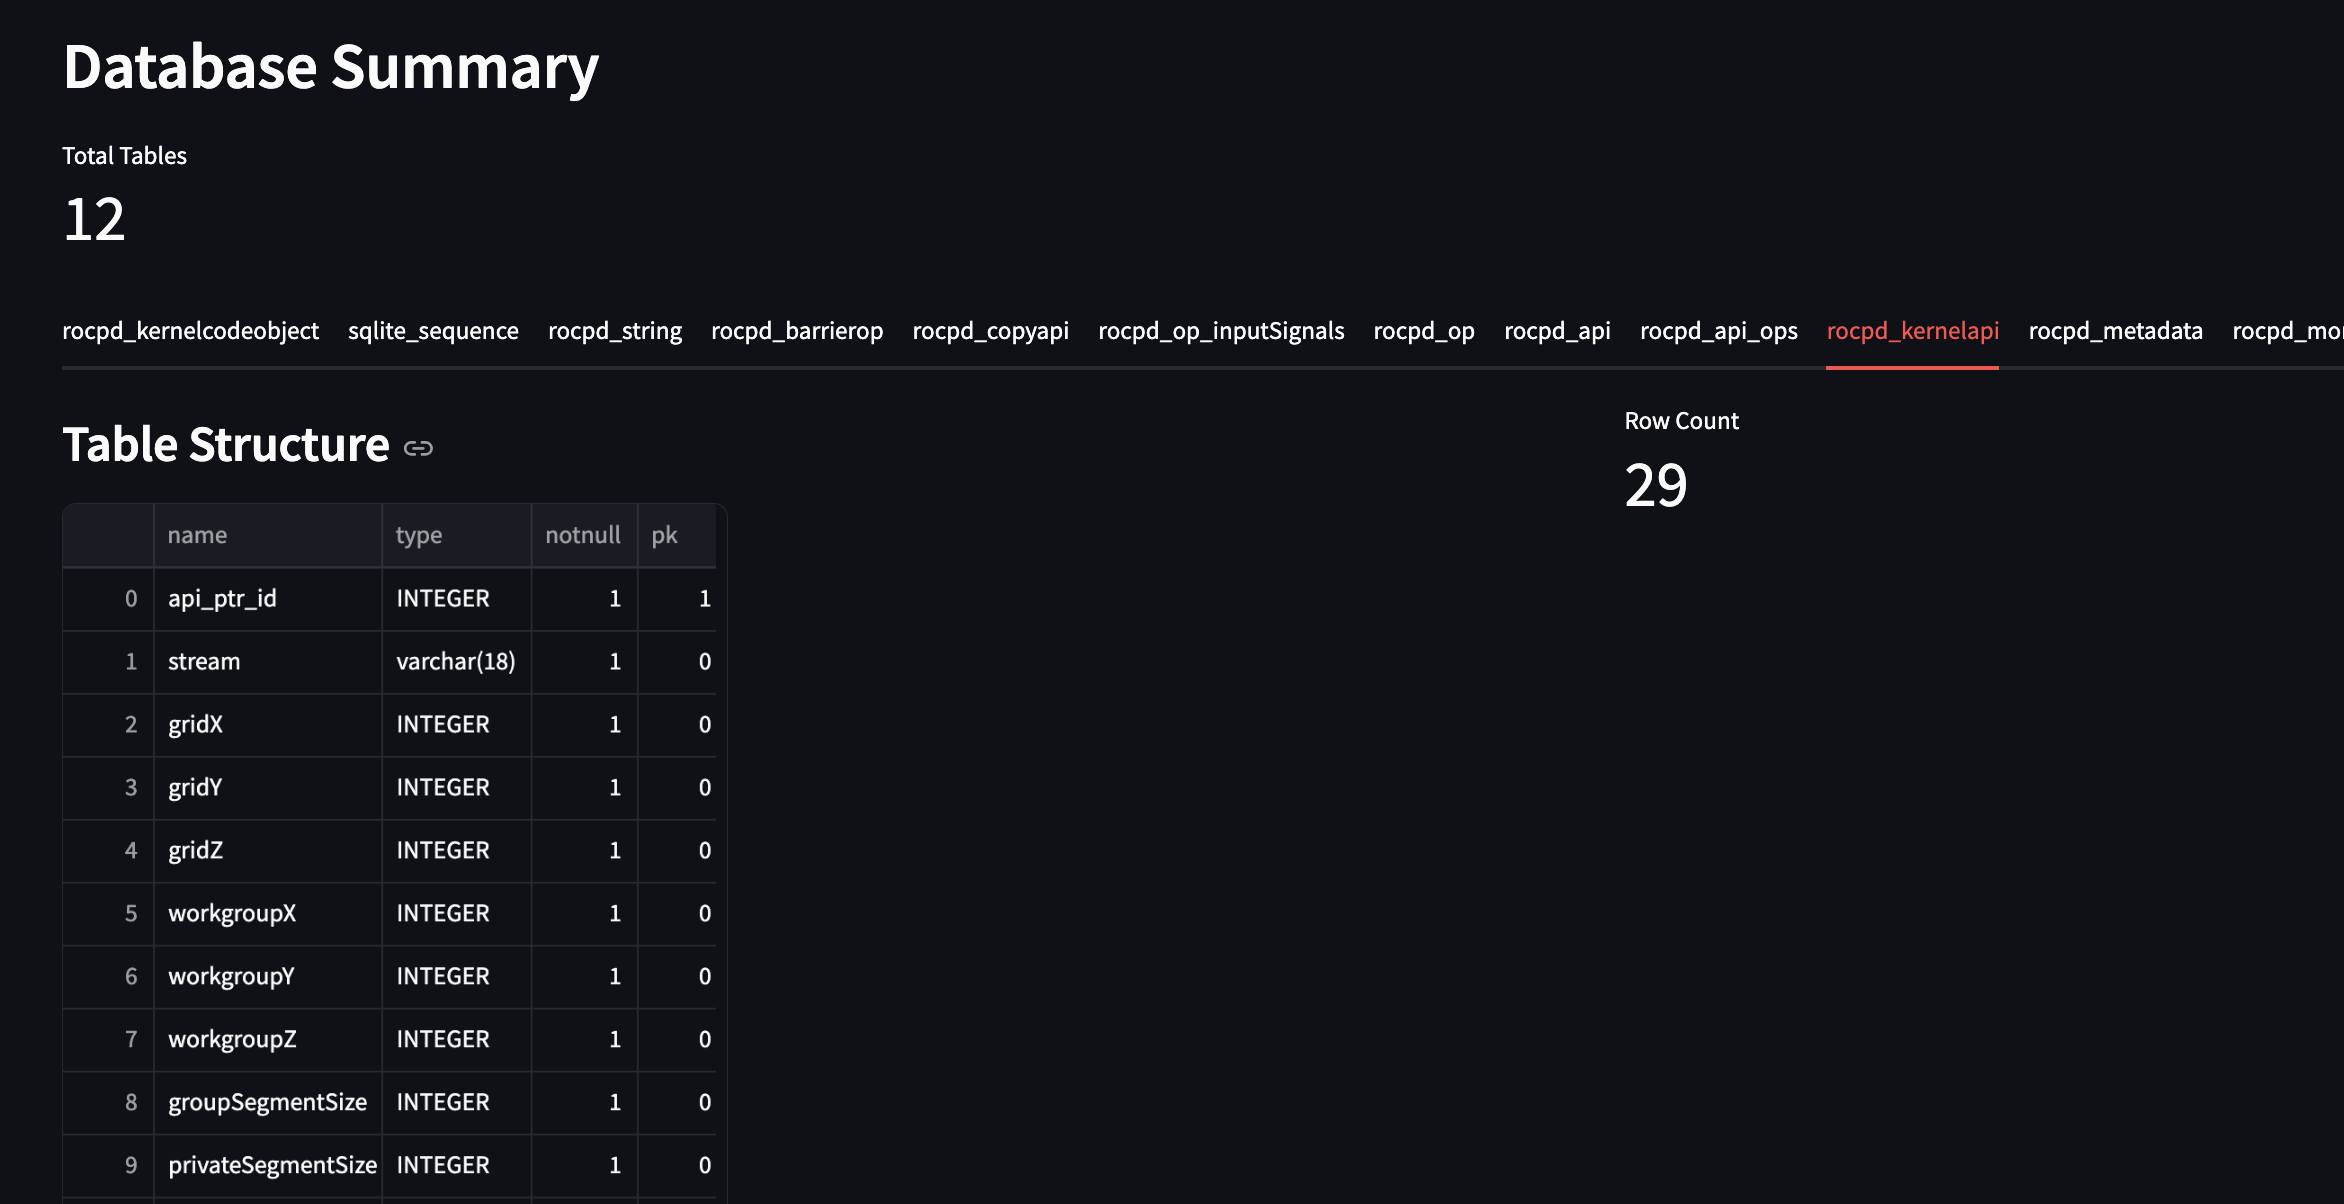 Database Summary
Total Tables
12
rocpd_kernelcodeobject sqlite_sequence rocpd_string rocpd_barrierop rocpd_copyapi rocpd_op_inputSignals rocpd_op rocpd_api rocpd_api_ops rocpd_kernelapi rocpd_metadata
Table Structure
Row Count
29
name type notnull pk
0 api_ptr_id INTEGER 1 1
1 stream varchar(18) 1 0
2 gridX INTEGER 1 0
3 gridY INTEGER 1 0
4 gridZ INTEGER 1 0
5 workgroupX INTEGER 1 0
6 workgroupY INTEGER 1 0
7 workgroupZ INTEGER 1 0
8 groupSegmentSize INTEGER 1 0
9 privateSegmentSize INTEGER 1 0